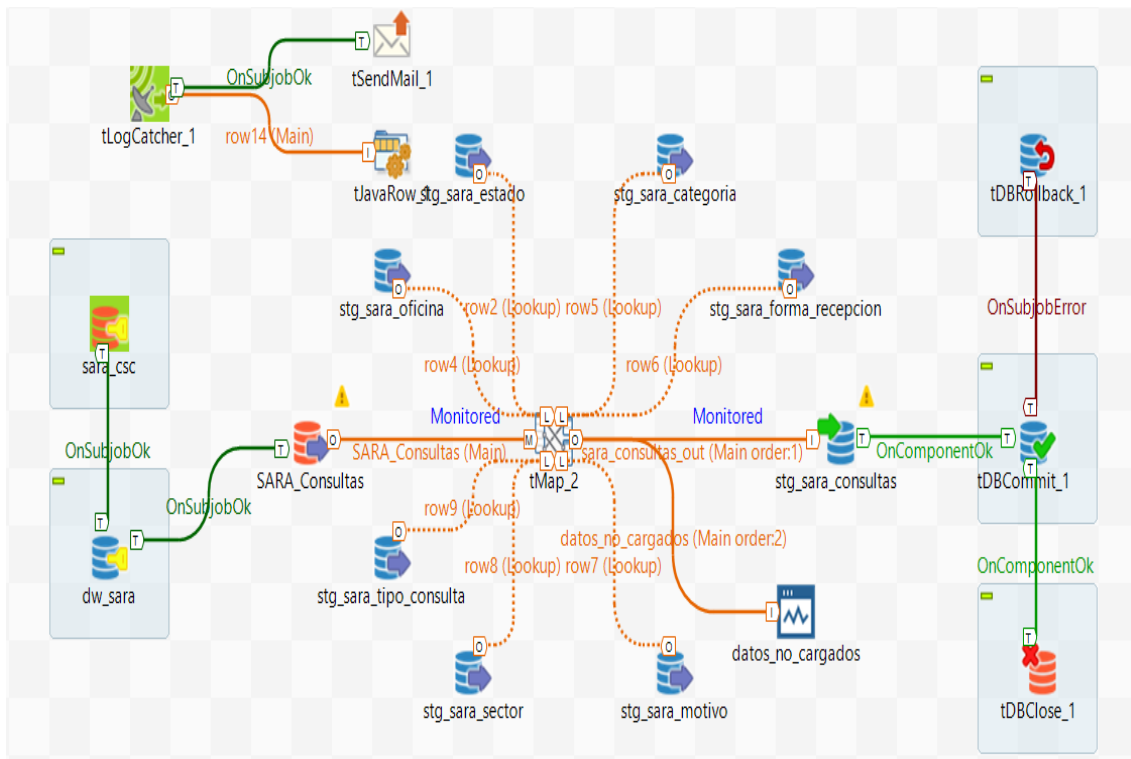 OnSubjobOk
tSendMail_1
tLogCatcher_1
row14 (Main)
tJavaRow_1
stg_sara_estado
stg_sara_categoria
tDBRollback_1
stg_sara_oficina
row2 (Lookup)
row5 (Lookup)
stg_sara_forma_recepcion
OnSubjobError
sara_csc
row4 (Lookup)
row6 (Lookup)
Monitored
Monitored
OnSubjobOk
SARA_Consultas (Main)
sara_consultas_out (Main order:1)
OnComponentOk
SARA_Consultas
tMap_2
stg_sara_consultas
tDBCommit_1
OnSubjobOk
row9 (Lookup)
datos_no_cargados (Main order:2)
row8 (Lookup)
row7 (Lookup)
OnComponentOk
dw_sara
stg_sara_tipo_consulta
datos_no_cargados
stg_sara_sector
stg_sara_motivo
tDBClose_1